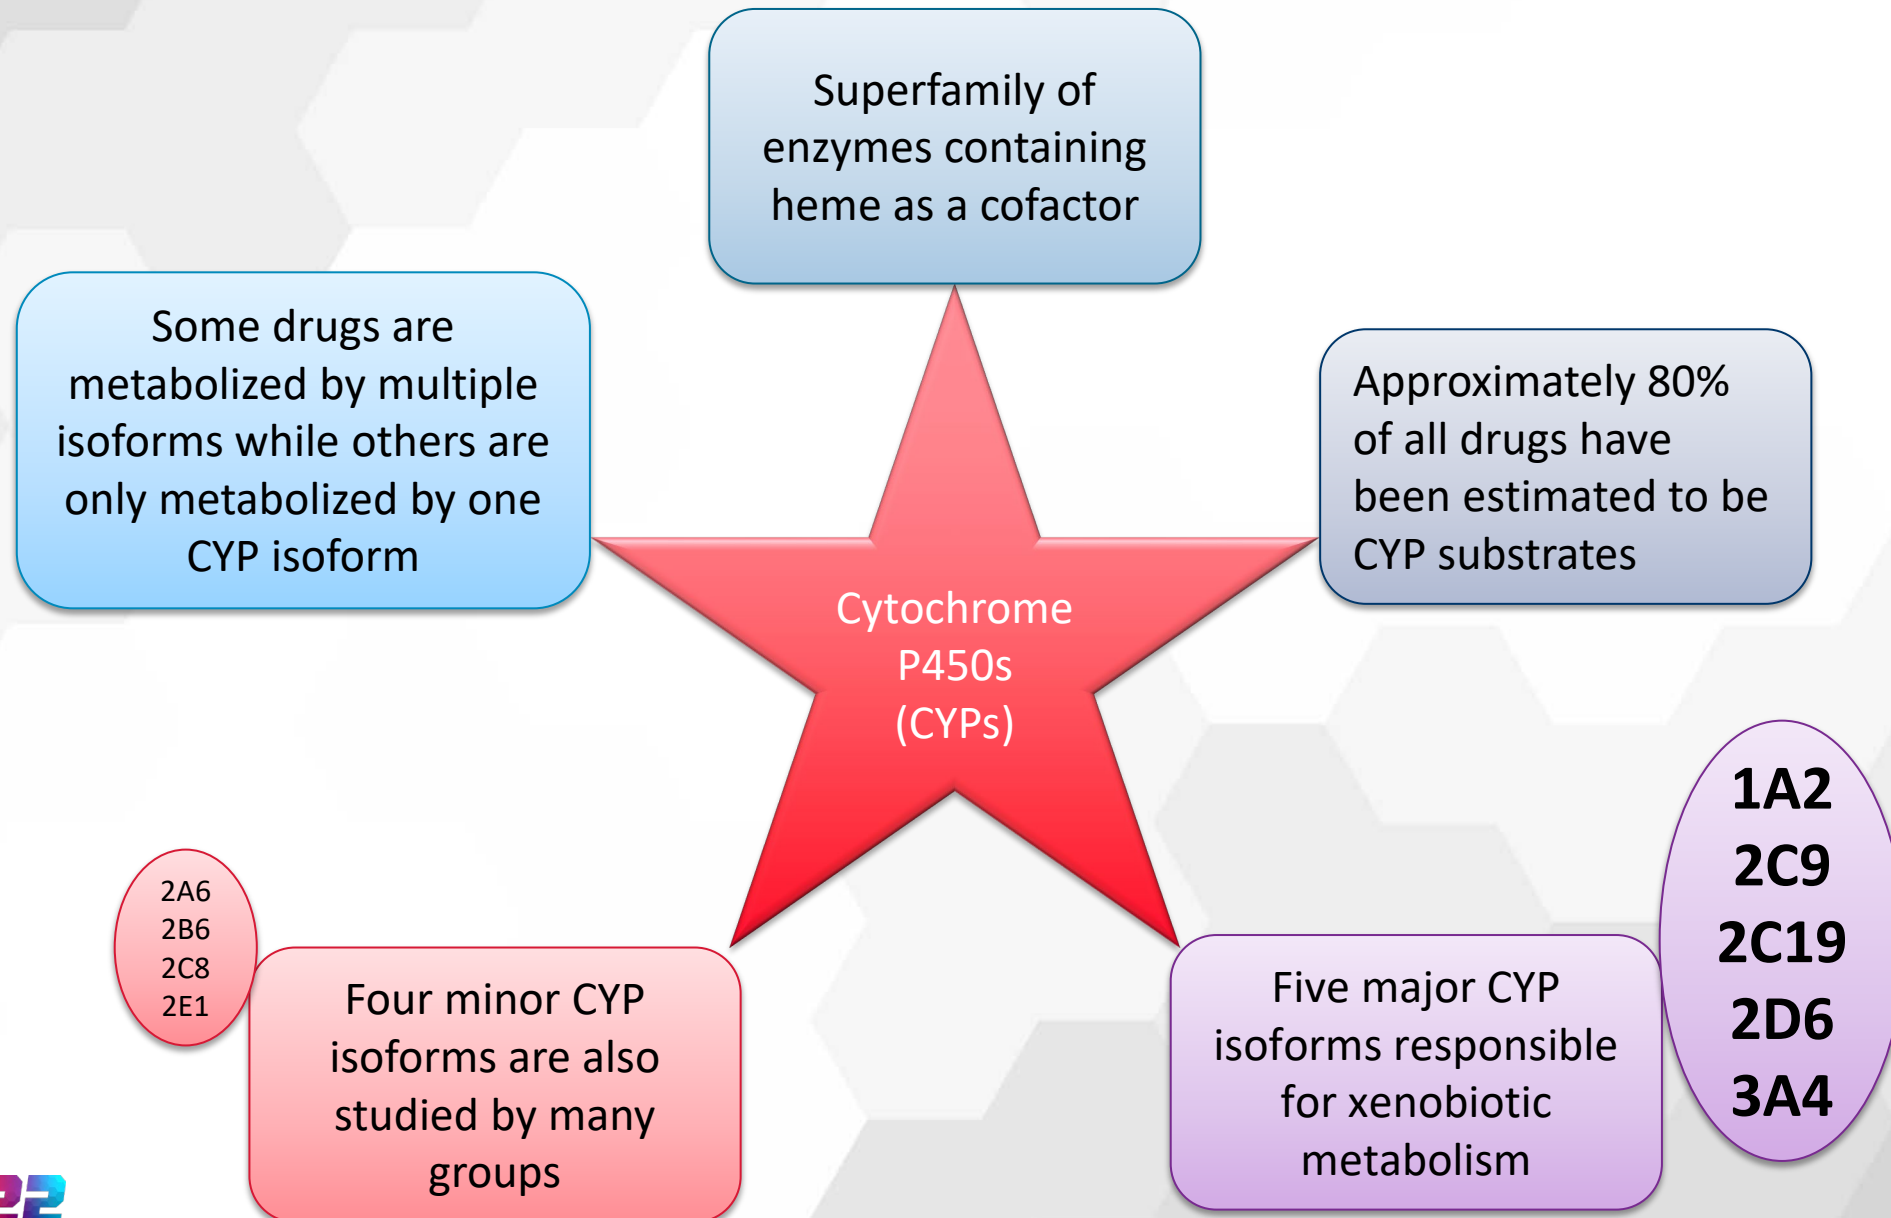 Superfamily of
enzymes containing
heme as a cofactor
Some drugs are
metabolized by multiple
isoforms while others are
only metabolized by one
CYP isoform
Approximately 80%
of all drugs have
been estimated to be
CYP substrates
Cytochrome
P450s
(CYPs)
2A6
2B6
2C8
2E1
Four minor CYP
isoforms are also
studied by many
groups
Five major CYP
isoforms responsible
for xenobiotic
metabolism
1A2
2C9
2C19
2D6
3A4